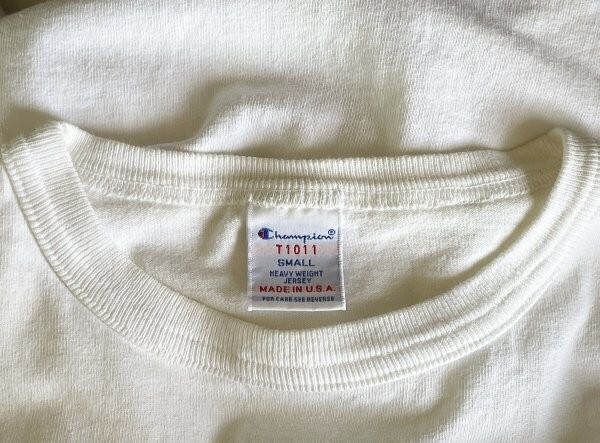 Champion®
T1011
SMALL
HEAVY WEIGHT
JERSEY
MADE IN U.S.A.
FOR CARE SEE REVERSE